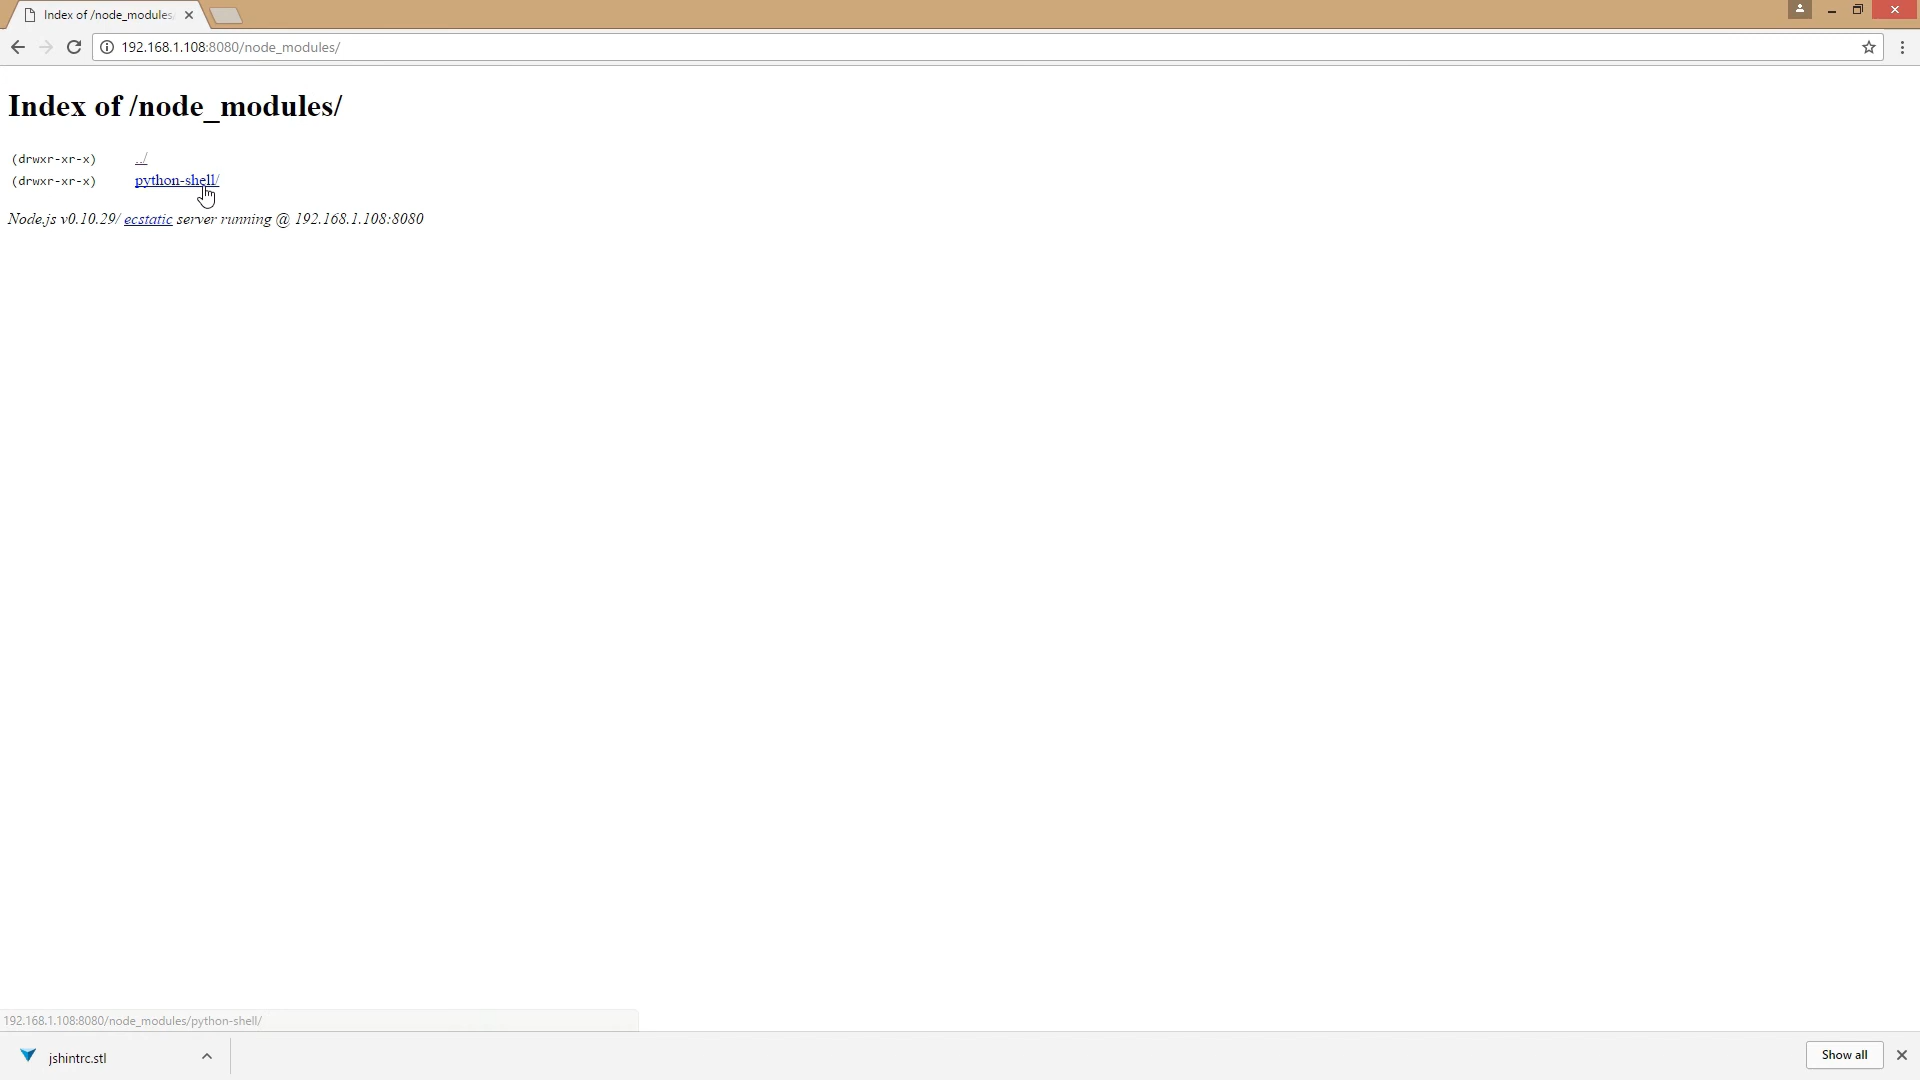 Index of /node_modules/
192.168.1.108:8080/node_modules/
Index of /node_modules/
(drwxr-xr-x) ../
(drwxr-xr-x) python-shell/
Node.js v0.10.29/ ecstatic server running @ 192.168.1.108:8080
192.168.1.108:8080/node_modules/python-shell/
jshintrc.stl
Show all